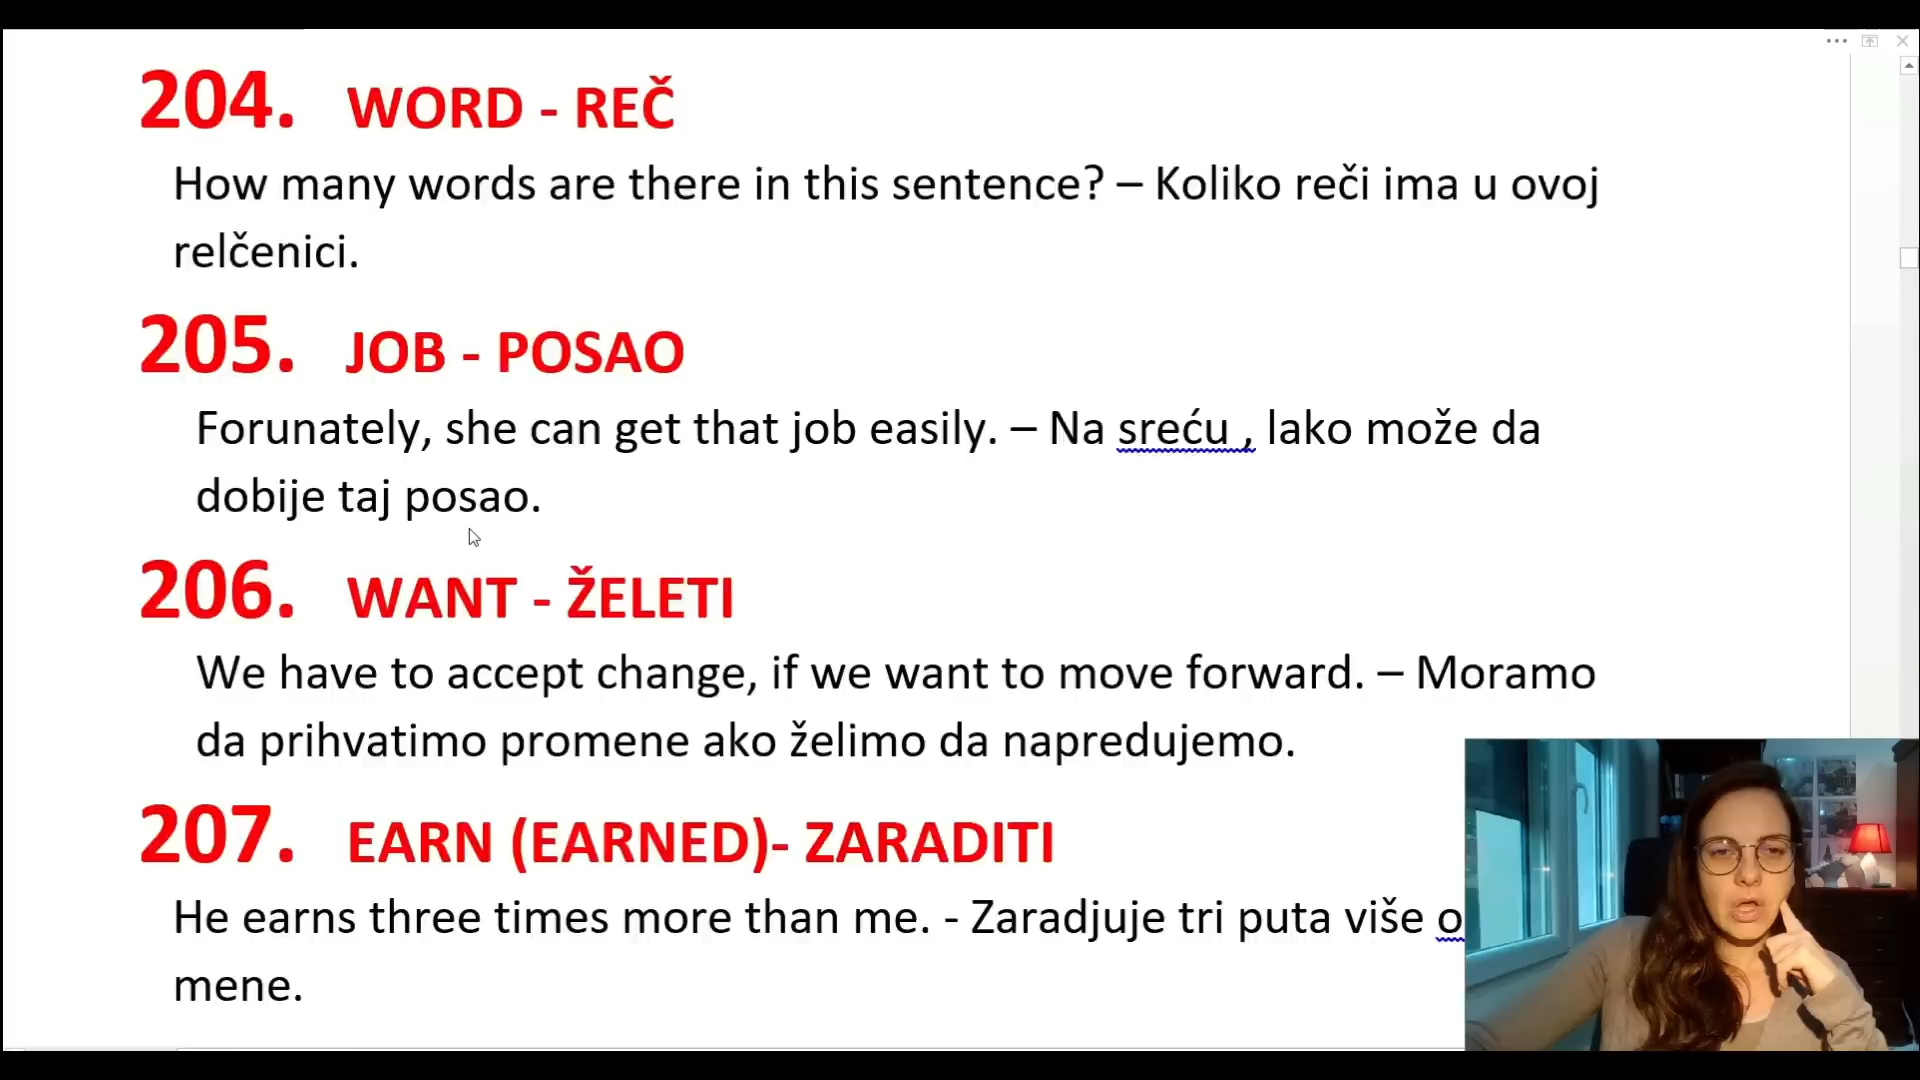 204. WORD - REČ
How many words are there in this sentence? – Koliko reči ima u ovoj
relčenici.
205. JOB - POSAO
Forunately, she can get that job easily. – Na sreću , lako može da
dobije taj posao.
206. WANT - ŽELETI
We have to accept change, if we want to move forward. – Moramo
da prihvatimo promene ako želimo da napredujemo.
207. EARN (EARNED)- ZARADITI
He earns three times more than me. - Zaradjuje tri puta više
mene.